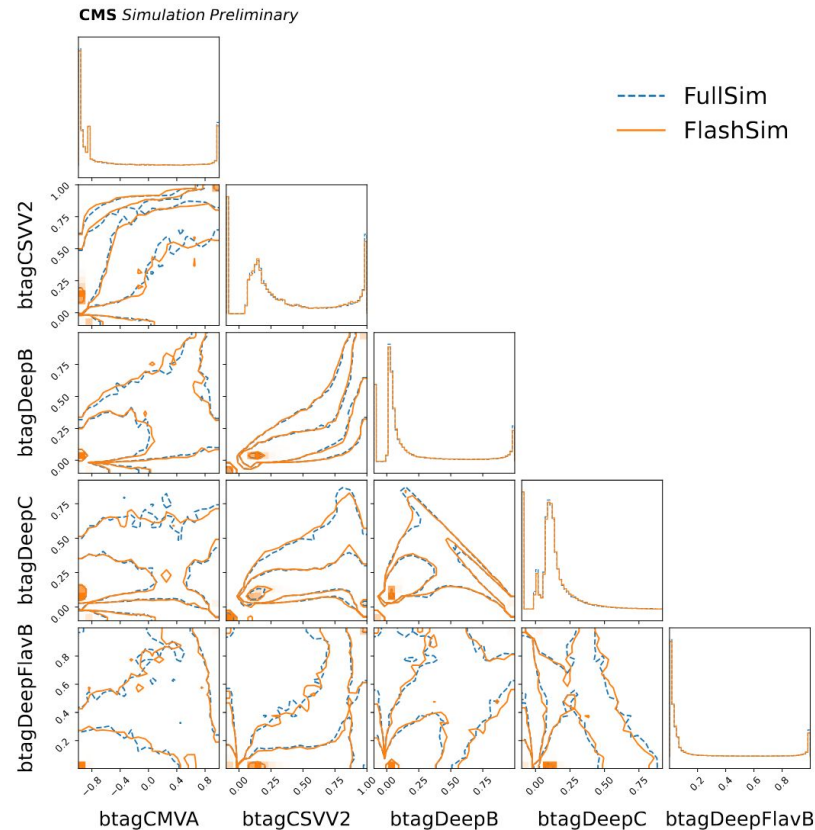 CMS Simulation Preliminary
FullSim
FlashSim
btagCSVV2
1.00
0.75
0.50
0.25
0.00
btagDeepB
0.75
0.50
0.25
0.00
btagDeepC
0.75
0.50
0.25
0.00
btagDeepFlavB
0.8
0.6
0.4
0.2
−0.8 −0.4 0.0 0.4 0.8
0.00 0.25 0.50 0.75 1.00
0.00 0.25 0.50 0.75
0.00 0.25 0.50 0.75
0.2 0.4 0.6 0.8
btagCMVA btagCSVV2 btagDeepB btagDeepC btagDeepFlavB